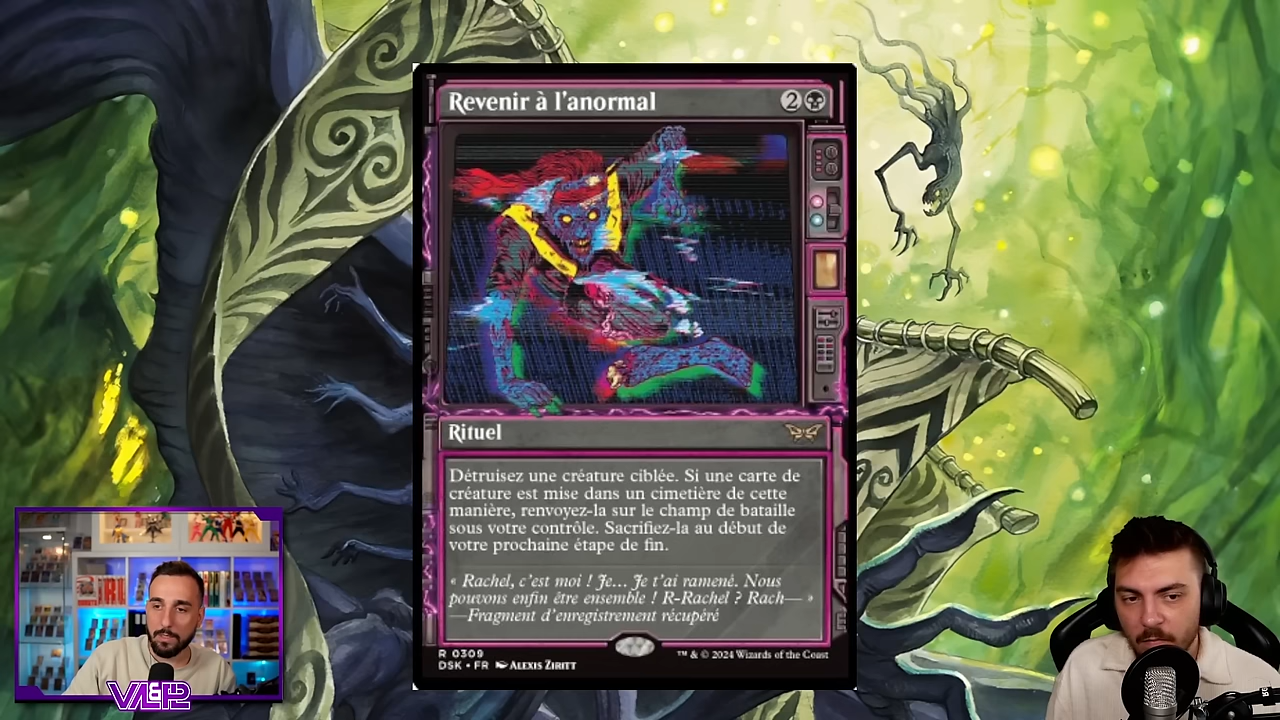 Revenir à l'anormal
2
Rituel
Détruisez une créature ciblée. Si une carte de
créature est mise dans un cimetière de cette
manière, renvoyez-la sur le champ de bataille
sous votre contrôle. Sacrifiez-la au début de
votre prochaine étape de fin.
« Rachel, c'est moi ! Je... Je t'ai ramené. Nous
pouvons enfin être ensemble ! R-Rachel ? Rach— »
—Fragment d'enregistrement récupéré
R 0309
DSK • FR ALEXIS ZIRITT
™ & © 2024 Wizards of the Coast